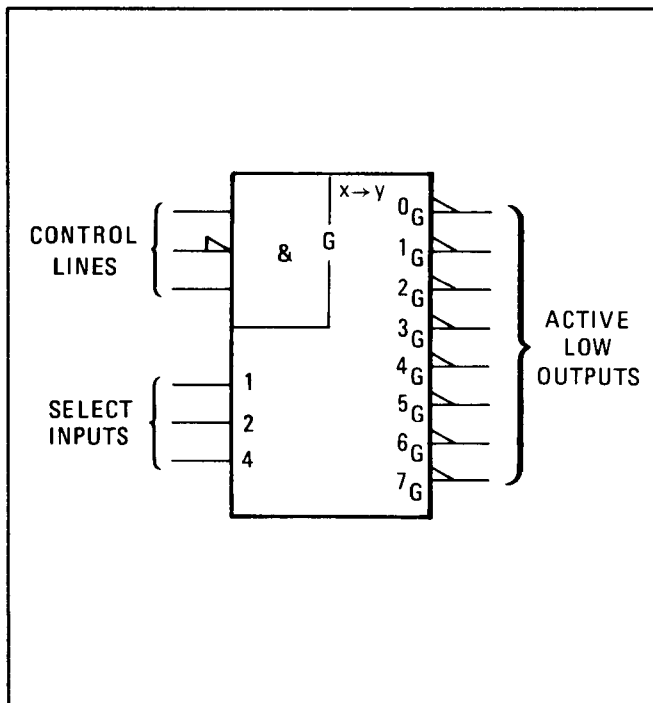 x→y
CONTROL
LINES
&
G
0G
1G
2G
3G
4G
5G
6G
7G
ACTIVE
LOW
OUTPUTS
SELECT
INPUTS
1
2
4